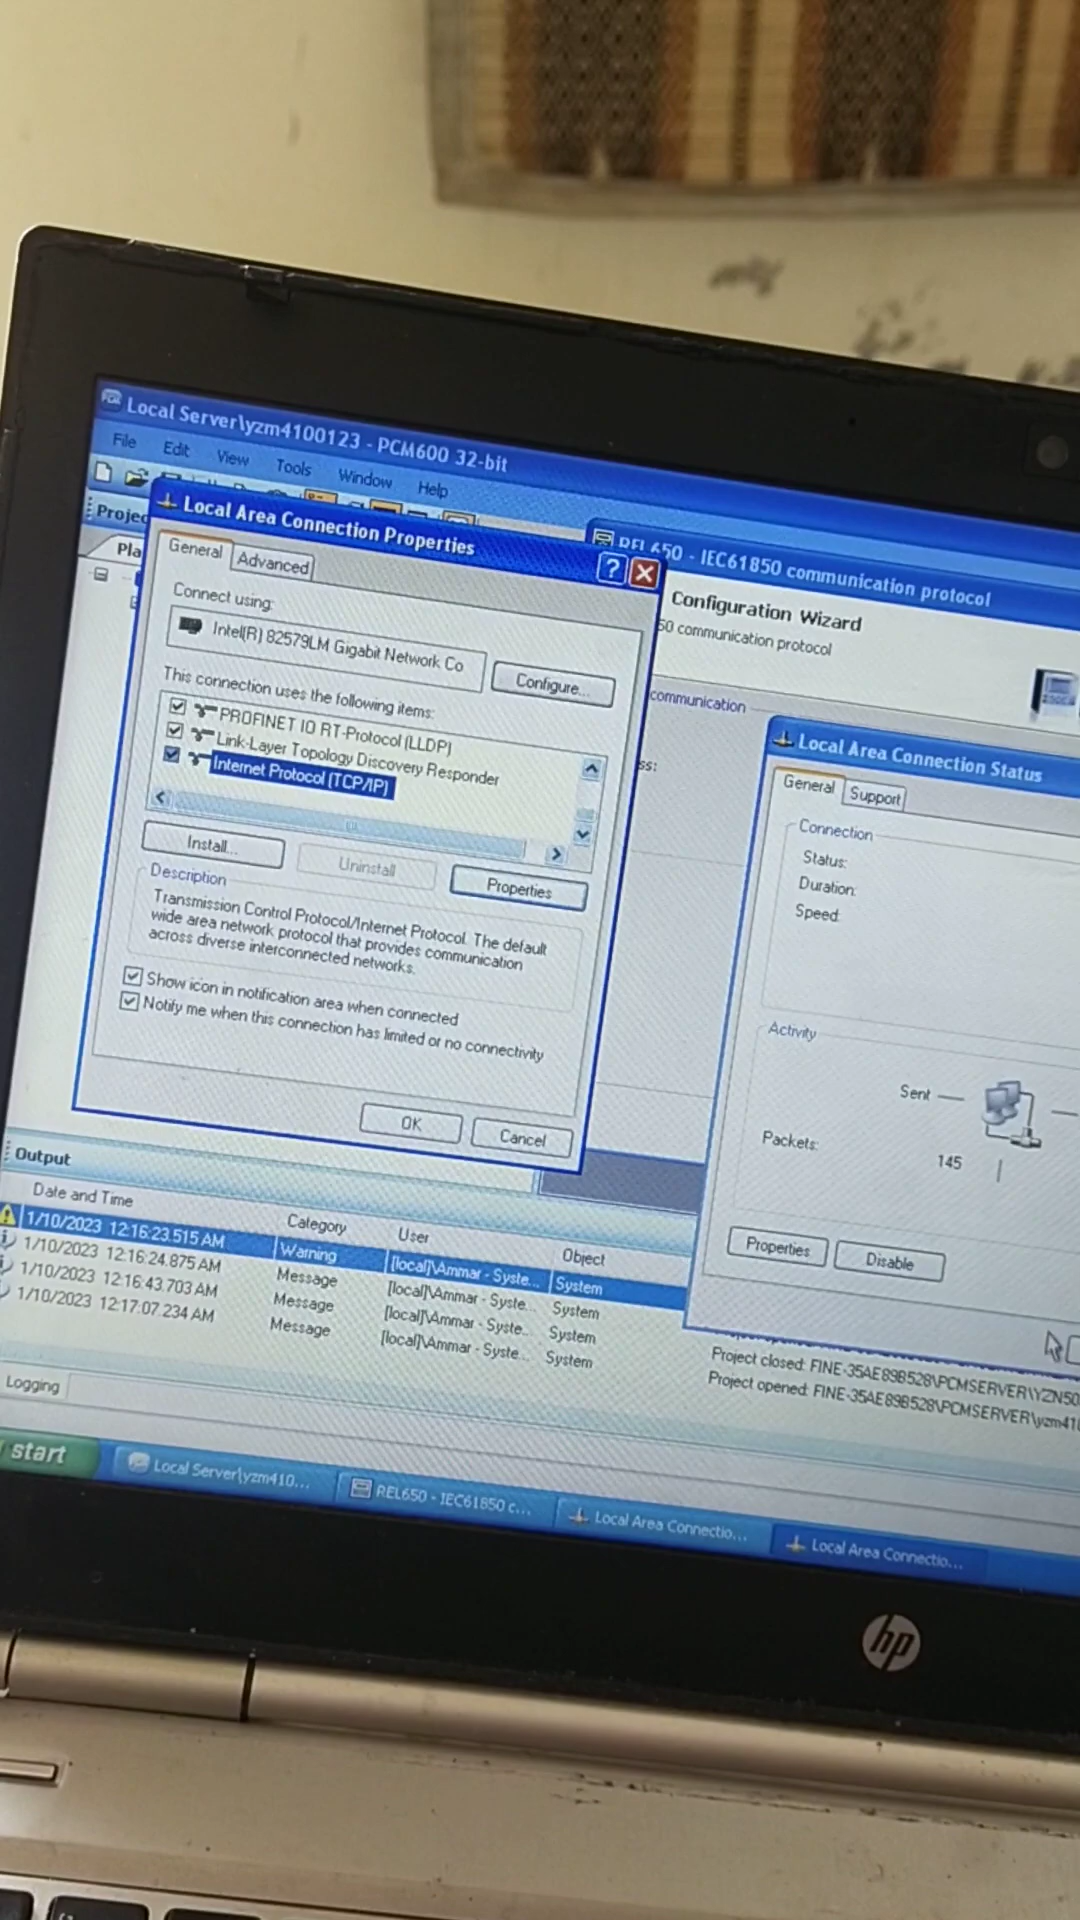 Local Server\yzm4100123 - PCM600 32-bit
File Edit View Tools Window Help
Projec
Pla
Local Area Connection Properties
General Advanced
Connect using:
Intel(R) 82579LM Gigabit Network Co
Configure...
This connection uses the following items:
PROFINET IO RT-Protocol (LLDP)
Link-Layer Topology Discovery Responder
Internet Protocol (TCP/IP)
Install... Uninstall Properties
Description
Transmission Control Protocol/Internet Protocol. The default
wide area network protocol that provides communication
across diverse interconnected networks.
Show icon in notification area when connected
Notify me when this connection has limited or no connectivity
OK Cancel
REL650 - IEC61850 communication protocol
Configuration Wizard
50 communication protocol
communication
ss:
Local Area Connection Status
General Support
Connection
Status:
Duration:
Speed:
Activity
Sent
Packets: 145
Properties Disable
Output
Date and Time Category User Object
1/10/2023 12:16:23.515 AM Warning [local]\Ammar - Syste... System
1/10/2023 12:16:24.875 AM Message [local]\Ammar - Syste... System
1/10/2023 12:16:43.703 AM Message [local]\Ammar - Syste... System
1/10/2023 12:17:07.234 AM Message [local]\Ammar - Syste... System
Project closed: FINE-35AE89B528\PCMSERVER\YZN50
Project opened: FINE-35AE89B528\PCMSERVER\yzm410
Logging
start
Local Server\yzm410...
REL650 - IEC61850 c...
Local Area Connectio...
Local Area Connectio...
hp